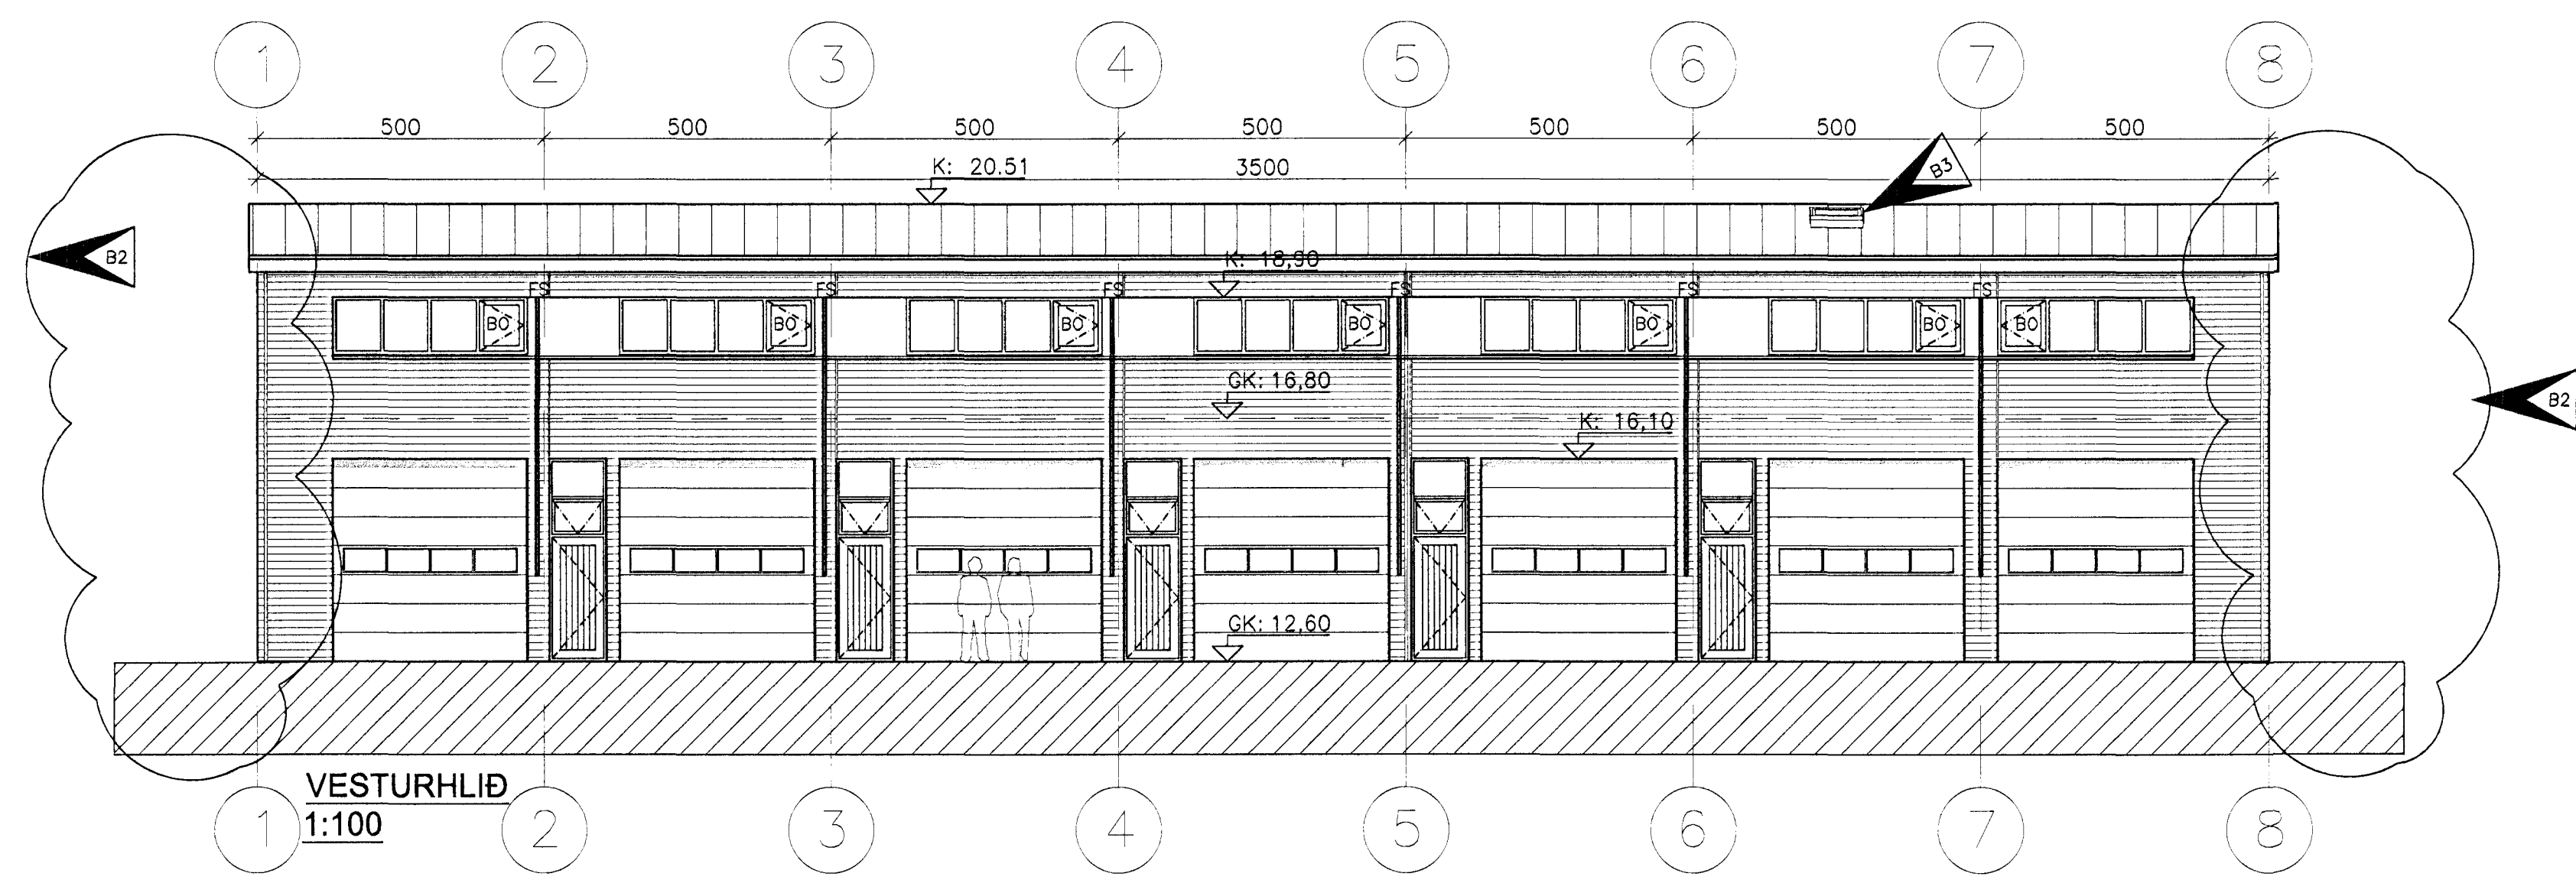 1 2 3 4 5 6 7 8
500 500 500 500 500 500 500
K: 20.51 3500 B3
B2
K: 18,90
FS FS FS FS FS FS
BO BO BO BO BO BO BO
GK: 16,80
B2
K: 16,10
GK: 12,60
VESTURHLIÐ
1:100
1 2 3 4 5 6 7 8